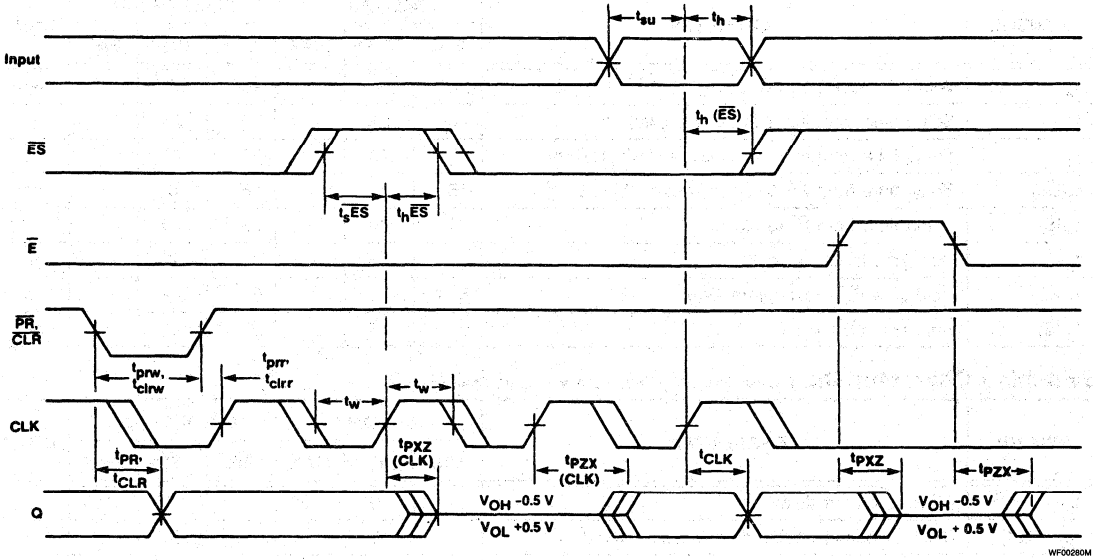 tsu th
Input
th (ES)
ES
tsES thES
E
PR,
CLR
tprw,
tclrw
tprr,
tclrr
tw tw
CLK
tPR,
tCLR
tPXZ
(CLK)
tPZX
(CLK)
tCLK
tPXZ
tPZX
Q
VOH -0.5 V
VOL +0.5 V
VOH -0.5 V
VOL + 0.5 V
WF00280M